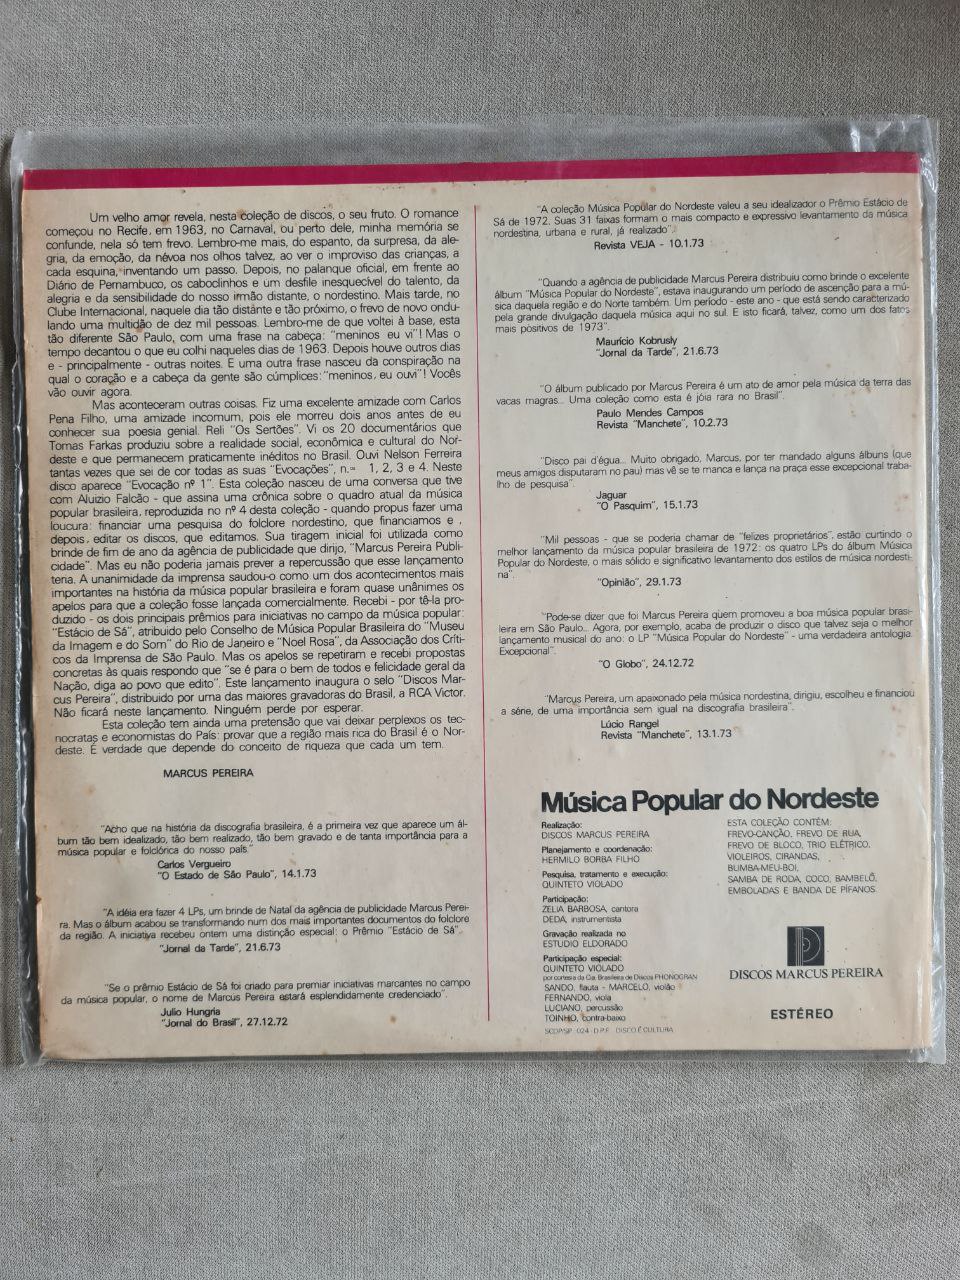 Um velho amor revela, nesta coleção de discos, o seu fruto. O romance
começou no Recife, em 1963, no Carnaval, ou perto dele, minha memória se
confunde, nela só tem frevo. Lembro-me mais, do espanto, da surpresa, da ale-
gria, da emoção, da névoa nos olhos talvez, ao ver o improviso das crianças, a
cada esquina, inventando um passo. Depois, no palanque oficial, em frente ao
Diário de Pernambuco, os caboclinhos e um desfile inesquecível do talento, da
alegria e da sensibilidade do nosso irmão distante, o nordestino. Mais tarde, no
Clube Internacional, naquele dia tão distânte e tão próximo, o frevo de novo ondu-
lando uma multidão de dez mil pessoas. Lembro-me de que voltei à base, esta
tão diferente São Paulo, com uma frase na cabeça: "meninos eu vi"! Mas o
tempo decantou o que eu colhi naqueles dias de 1963. Depois houve outros dias
e - principalmente - outras noites. E uma outra frase nasceu da conspiração na
qual o coração e a cabeça da gente são cúmplices: "meninos, eu ouvi"! Vocês
vão ouvir agora.
Mas aconteceram outras coisas. Fiz uma excelente amizade com Carlos
Pena Filho, uma amizade incomum, pois ele morreu dois anos antes de eu
conhecer sua poesia genial. Reli "Os Sertões". Vi os 20 documentários que
Tomas Farkas produziu sobre a realidade social, econômica e cultural do Nor-
deste e que permanecem praticamente inéditos no Brasil. Ouvi Nelson Ferreira
tantas vezes que sei de cor todas as suas "Evocações", n.= 1, 2, 3 e 4. Neste
disco aparece "Evocação nº 1". Esta coleção nasceu de uma conversa que tive
com Aluizio Falcão - que assina uma crônica sobre o quadro atual da música
popular brasileira, reproduzida no nº 4 desta coleção - quando propus fazer uma
loucura: financiar uma pesquisa do folclore nordestino, que financiamos e ,
depois, editar os discos, que editamos. Sua tiragem inicial foi utilizada como
brinde de fim de ano da agência de publicidade que dirijo, "Marcus Pereira Publi-
cidade". Mas eu não poderia jamais prever a repercussão que esse lançamento
teria. A unanimidade da imprensa saudou-o como um dos acontecimentos mais
importantes na história da música popular brasileira e foram quase unânimes os
apelos para que a coleção fosse lançada comercialmente. Recebi - por tê-la pro-
duzido - os dois principais prêmios para iniciativas no campo da música popular:
"Estácio de Sá", atribuido pelo Conselho de Música Popular Brasileira do "Museu
da Imagem e do Som" do Rio de Janeiro e "Noel Rosa", da Associação dos Críti-
cos da Imprensa de São Paulo. Mas os apelos se repetiram e recebi propostas
concretas às quais respondo que "se é para o bem de todos e felicidade geral da
Nação, diga ao povo que edito". Este lançamento inaugura o selo "Discos Mar-
cus Pereira", distribuido por uma das maiores gravadoras do Brasil, a RCA Victor.
Não ficará neste lançamento. Ninguém perde por esperar.
Esta coleção tem ainda uma pretensão que vai deixar perplexos os tec-
nocratas e economistas do País: provar que a região mais rica do Brasil é o Nor-
deste. É verdade que depende do conceito de riqueza que cada um tem.
MARCUS PEREIRA
"Acho que na história da discografia brasileira, é a primeira vez que aparece um ál-
bum tão bem idealizado, tão bem realizado, tão bem gravado e de tanta importância para a
música popular e folclórica do nosso país."
Carlos Vergueiro
"O Estado de São Paulo", 14.1.73
"A idéia era fazer 4 LPs, um brinde de Natal da agência de publicidade Marcus Perei-
ra. Mas o álbum acabou se transformando num dos mais importantes documentos do folclore
da região. A iniciativa recebeu ontem uma distinção especial: o Prêmio "Estácio de Sá".
"Jornal da Tarde", 21.6.73
"Se o prêmio Estácio de Sá foi criado para premiar iniciativas marcantes no campo
da música popular, o nome de Marcus Pereira estará esplendidamente credenciado".
Julio Hungria
"Jornal do Brasil", 27.12.72
"A coleção Música Popular do Nordeste valeu a seu idealizador o Prêmio Estácio de
Sá de 1972. Suas 31 faixas formam o mais compacto e expressivo levantamento da música
nordestina, urbana e rural, já realizado".
Revista VEJA - 10.1.73
"Quando a agência de publicidade Marcus Pereira distribuiu como brinde o excelente
álbum "Música Popular do Nordeste", estava inaugurando um período de ascenção para a mú-
sica daquela região e do Norte também. Um período - este ano - que está sendo caracterizado
pela grande divulgação daquela música aqui no sul. E isto ficará, talvez, como um dos fatos
mais positivos de 1973".
Maurício Kobrusly
"Jornal da Tarde", 21.6.73
"O álbum publicado por Marcus Pereira é um ato de amor pela música da terra das
vacas magras... Uma coleção como esta é jóia rara no Brasil".
Paulo Mendes Campos
Revista "Manchete", 10.2.73
"Disco pai d'égua... Muito obrigado, Marcus, por ter mandado alguns álbuns (que
meus amigos disputaram no pau) mas vê se te manca e lança na praça esse excepcional traba-
lho de pesquisa".
Jaguar
"O Pasquim", 15.1.73
"Mil pessoas - que se poderia chamar de "felizes proprietários", estão curtindo o
melhor lançamento da música popular brasileira de 1972: os quatro LPs do álbum Música
Popular do Nordeste, o mais sólido e significativo levantamento dos estilos de música nordesti-
na".
"Opinião", 29.1.73
"Pode-se dizer que foi Marcus Pereira quem promoveu a boa música popular brasi-
leira em São Paulo... Agora, por exemplo, acaba de produzir o disco que talvez seja o melhor
lançamento musical do ano: o LP "Música Popular do Nordeste" - uma verdadeira antologia.
Excepcional".
"O Globo", 24.12.72
"Marcus Pereira, um apaixonado pela música nordestina, dirigiu, escolheu e financiou
a série, de uma importância sem igual na discografia brasileira".
Lúcio Rangel
Revista "Manchete", 13.1.73
Música Popular do Nordeste
Realização:
DISCOS MARCUS PEREIRA
Planejamento e coordenação:
HERMILO BORBA FILHO
Pesquisa, tratamento e execução:
QUINTETO VIOLADO
Participação:
ZELIA BARBOSA, cantora
DEDA, instrumentista
Gravação realizada no
ESTUDIO ELDORADO
Participação especial:
QUINTETO VIOLADO
por cortesia da Cia. Brasileira de Discos PHONOGRAN
SANDO, flauta - MARCELO, violão
FERNANDO, viola
LUCIANO, percussão
TOINHO, contra-baixo
SCDP/SP 024 - D.P.F. DISCO É CULTURA
ESTA COLEÇÃO CONTÉM:
FREVO-CANÇÃO, FREVO DE RUA,
FREVO DE BLOCO, TRIO ELÉTRICO,
VIOLEIROS, CIRANDAS,
BUMBA-MEU-BOI,
SAMBA DE RODA, COCO, BAMBELÔ,
EMBOLADAS E BANDA DE PÍFANOS.
DISCOS MARCUS PEREIRA
ESTÉREO